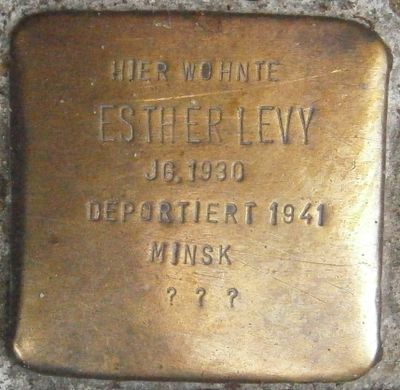 HIER WOHNTE
ESTHER LEVY
JG. 1930
DEPORTIERT 1941
MINSK
? ? ?